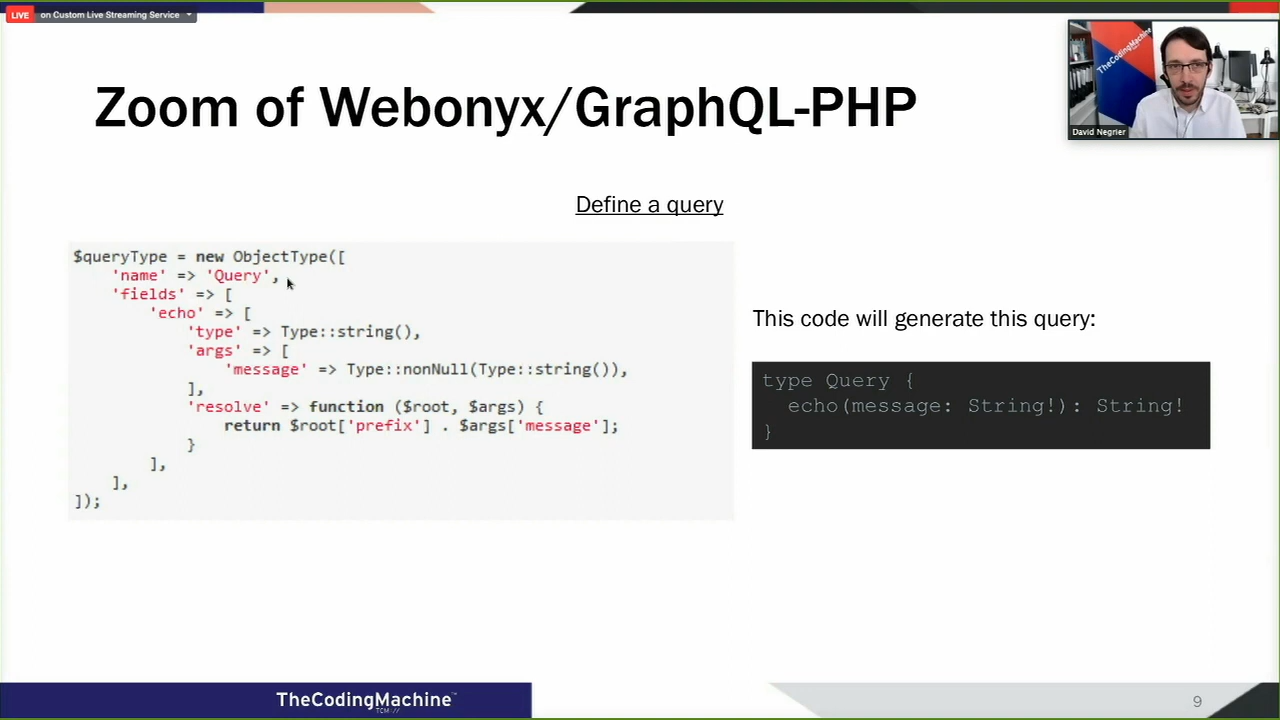 LIVE on Custom Live Streaming Service
Zoom of Webonyx/GraphQL-PHP
TheCodingMachine
David Negrier
Define a query
$queryType = new ObjectType([
    'name' => 'Query',
    'fields' => [
        'echo' => [
            'type' => Type::string(),
            'args' => [
                'message' => Type::nonNull(Type::string()),
            ],
            'resolve' => function ($root, $args) {
                return $root['prefix'] . $args['message'];
            }
        ],
    ],
]);
This code will generate this query:
type Query {
  echo(message: String!): String!
}
TheCodingMachine™
TCM://
9